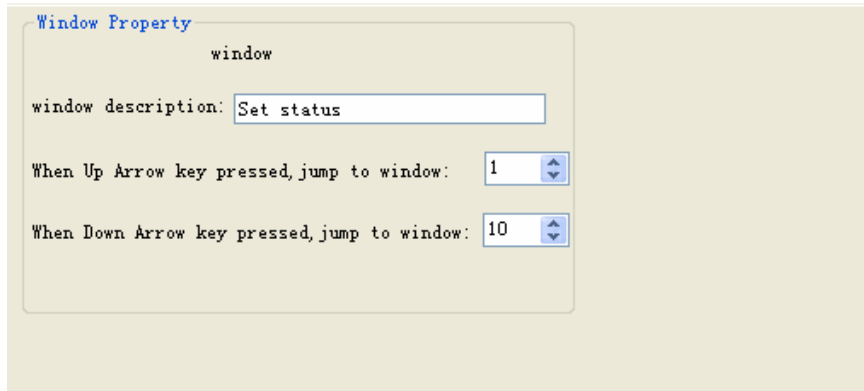 Window Property
window
window description: Set status
When Up Arrow key pressed, jump to window: 1
When Down Arrow key pressed, jump to window: 10